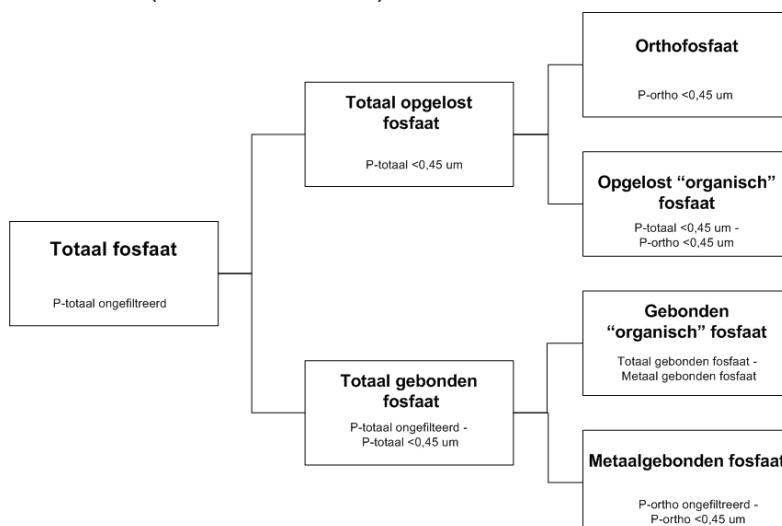 Orthofosfaat
P-ortho <0,45 um
Totaal opgelost
fosfaat
P-totaal <0,45 um
Opgelost “organisch”
fosfaat
P-totaal <0,45 um -
P-ortho <0,45 um
Totaal fosfaat
P-totaal ongefiltreerd
Gebonden
“organisch” fosfaat
Totaal gebonden fosfaat -
Metaal gebonden fosfaat
Totaal gebonden
fosfaat
P-totaal ongefilteerd -
P-totaal <0,45 um
Metaalgebonden fosfaat
P-ortho ongefiltreerd -
P-ortho <0,45 um